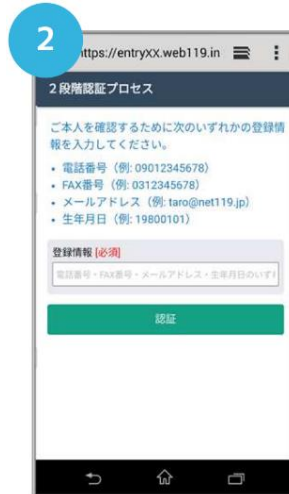 2
https://entryXX.web119.in
2段階認証プロセス
ご本人を確認するために次のいずれかの登録情
報を入力してください。
• 電話番号（例: 09012345678）
• FAX番号（例: 0312345678）
• メールアドレス（例: taro@net119.jp）
• 生年月日（例: 19800101）
登録情報 [必須]
電話番号・FAX番号・メールアドレス・生年月日のいずれ
認証